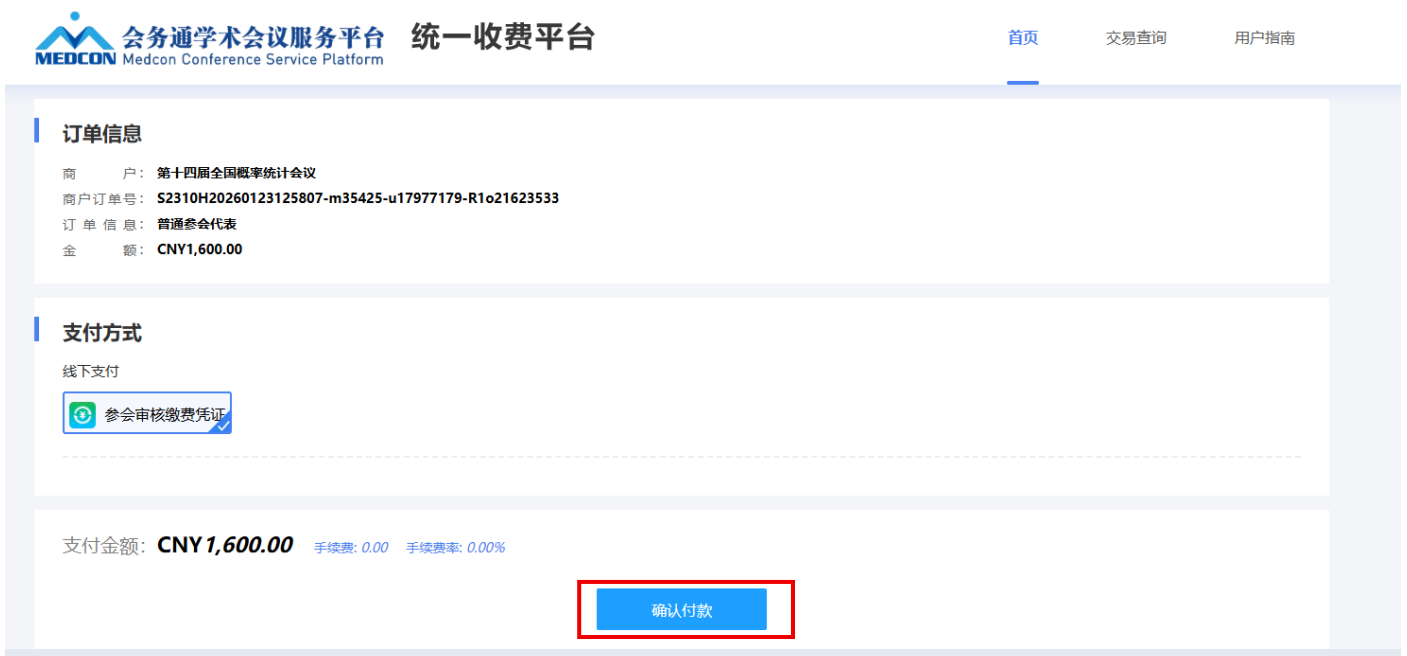 会务通学术会议服务平台 统一收费平台 首页 交易查询 用户指南
MEDCON Medcon Conference Service Platform
订单信息
商户： 第十四届全国概率统计会议
商户订单号： S2310H20260123125807-m35425-u17977179-R1o21623533
订单信息： 普通参会代表
金额： CNY1,600.00
支付方式
线下支付
参会审核缴费凭证
支付金额： CNY1,600.00 手续费: 0.00 手续费率: 0.00%
确认付款